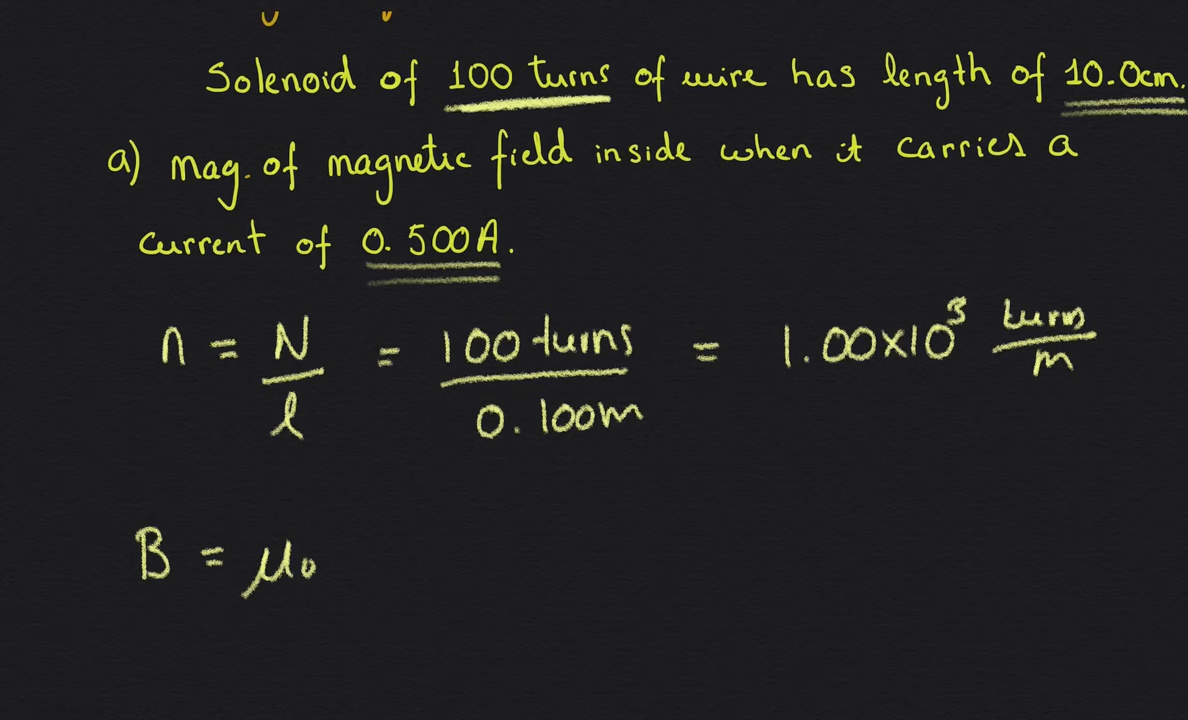 Solenoid of 100 turns of wire has length of 10.0cm.
a) mag. of magnetic field inside when it carries a
current of 0.500A.
n = N/l = 100 turns/0.100m = 1.00×10³ turns/m
B = μ₀